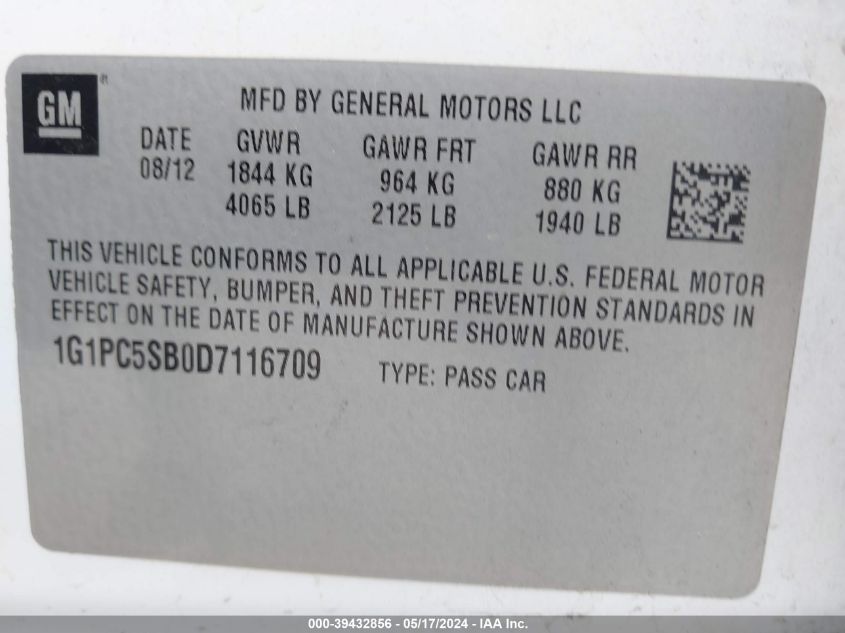 GM ®
MFD BY GENERAL MOTORS LLC
DATE GVWR GAWR FRT GAWR RR
08/12 1844 KG 964 KG 880 KG
4065 LB 2125 LB 1940 LB
THIS VEHICLE CONFORMS TO ALL APPLICABLE U.S. FEDERAL MOTOR
VEHICLE SAFETY, BUMPER, AND THEFT PREVENTION STANDARDS IN
EFFECT ON THE DATE OF MANUFACTURE SHOWN ABOVE.
1G1PC5SB0D7116709 TYPE: PASS CAR
000-39432856 - 05/17/2024 - IAA Inc.